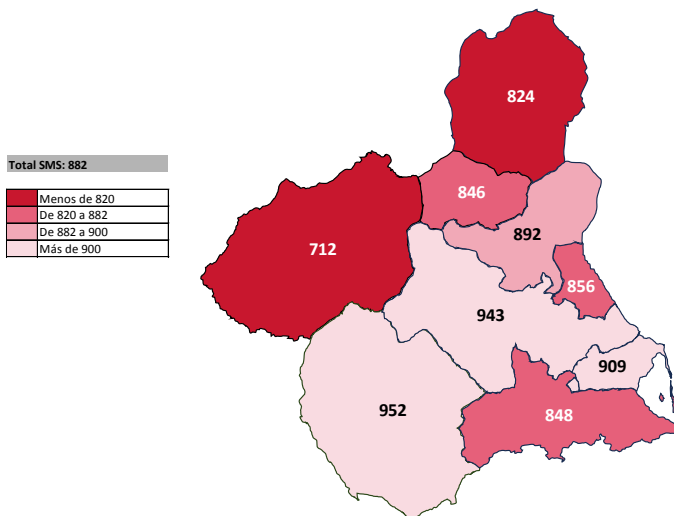 824
Total SMS: 882
846
Menos de 820
De 820 a 882
De 882 a 900
Más de 900
892
712
856
943
909
952
848